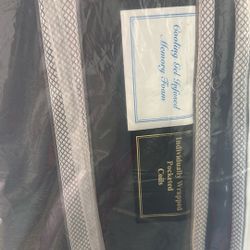 Cooling Gel Infused
Memory Foam
Individually Wrapped
Pocketed
Coils